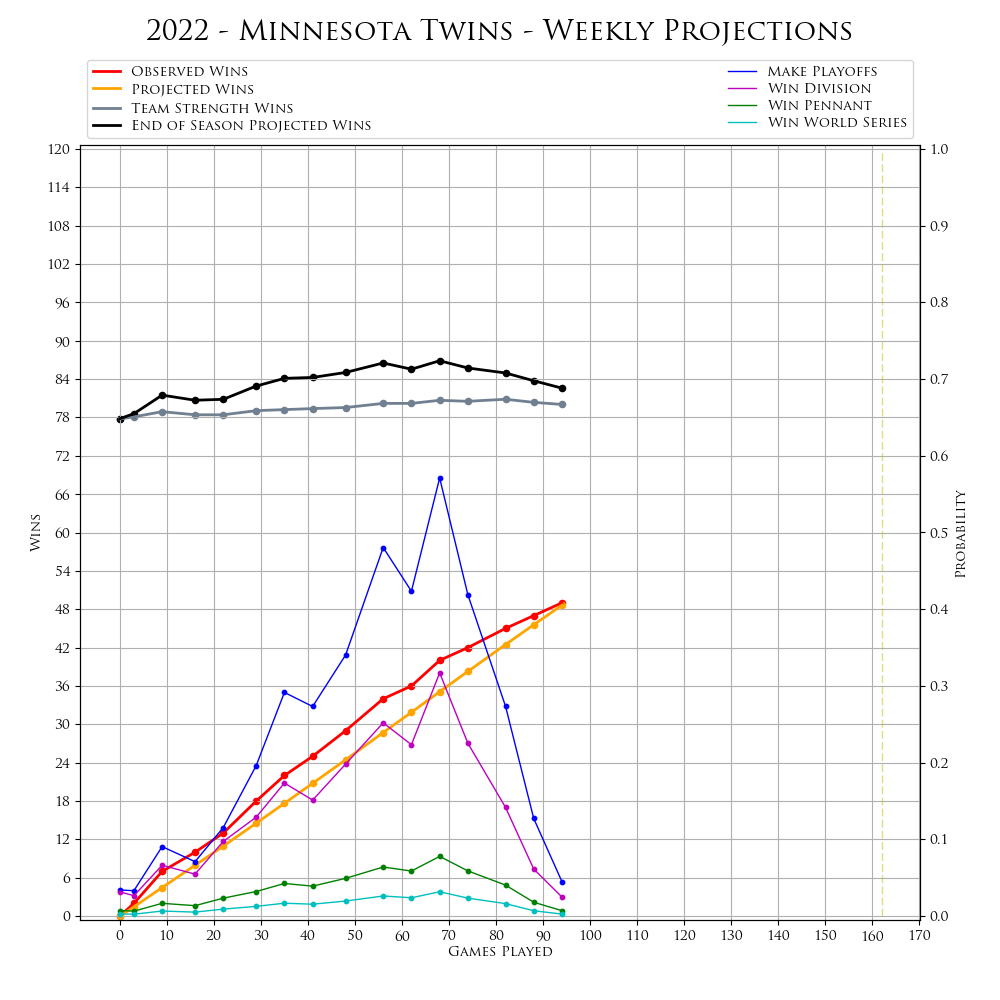 2022 - Minnesota Twins - Weekly Projections
Observed Wins
Projected Wins
Team Strength Wins
End of Season Projected Wins
Make Playoffs
Win Division
Win Pennant
Win World Series
120
114
108
102
96
90
84
78
72
66
60
54
48
42
36
30
24
18
12
6
0
Wins
1.0
0.9
0.8
0.7
0.6
0.5
0.4
0.3
0.2
0.1
0.0
Probability
0 10 20 30 40 50 60 70 80 90 100 110 120 130 140 150 160 170
Games Played